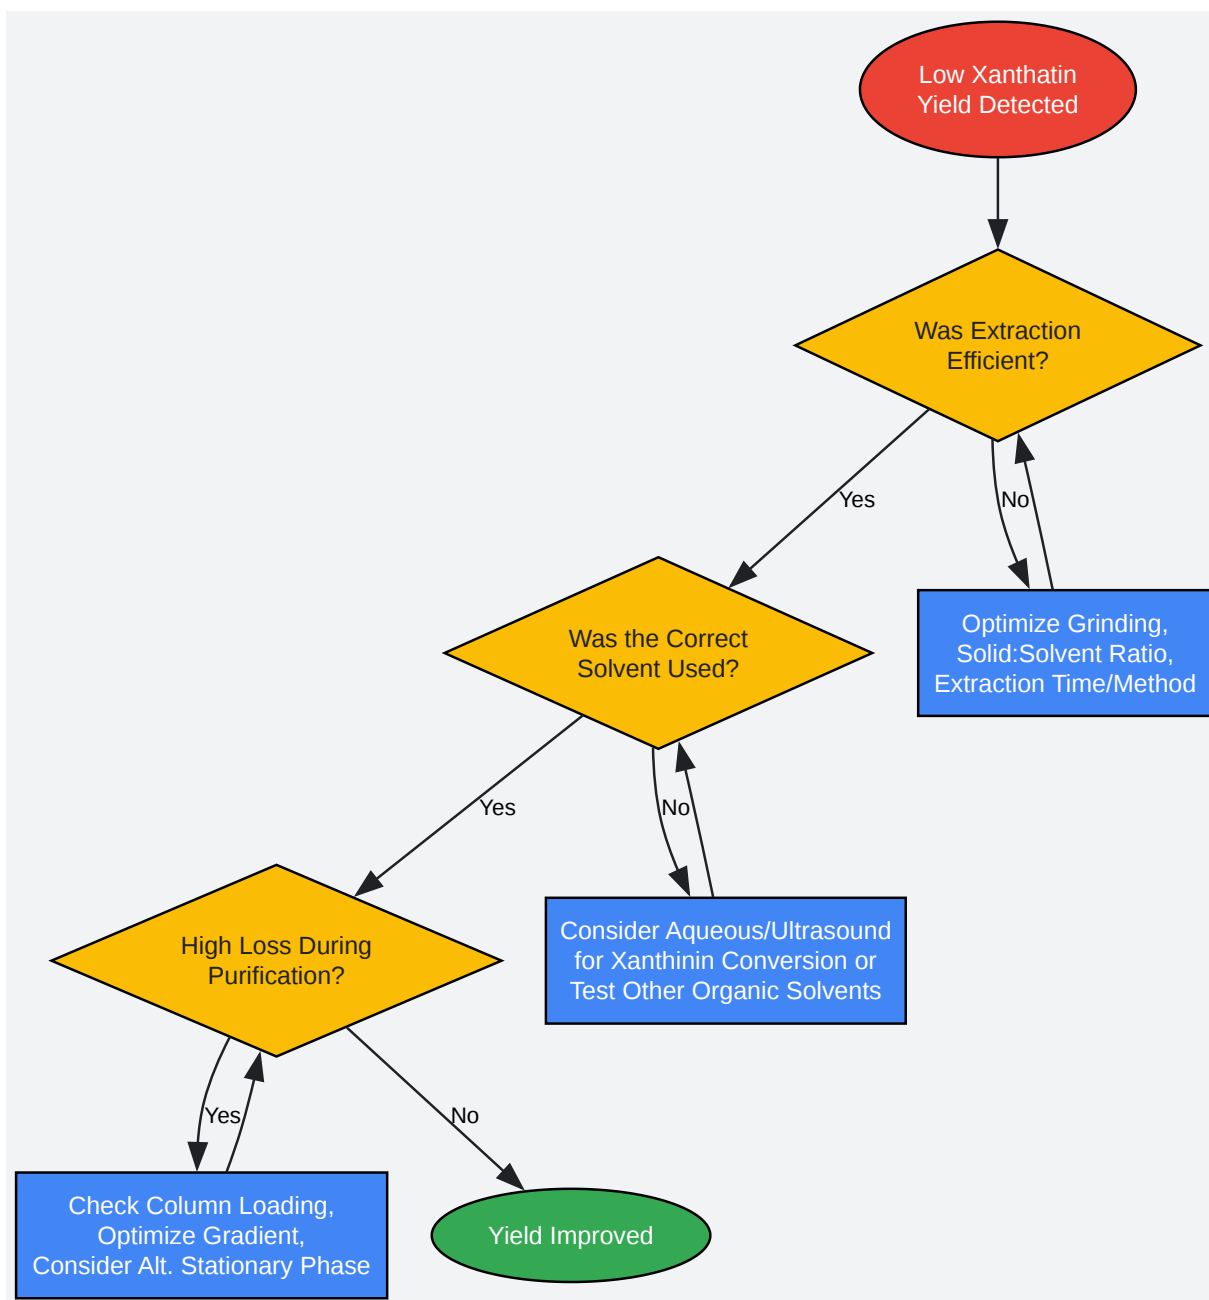 Low Xanthatin
Yield Detected
Was Extraction
Efficient?
Yes
No
Optimize Grinding,
Solid:Solvent Ratio,
Extraction Time/Method
Was the Correct
Solvent Used?
Yes
No
Consider Aqueous/Ultrasound
for Xanthinin Conversion or
Test Other Organic Solvents
High Loss During
Purification?
Yes
No
Check Column Loading,
Optimize Gradient,
Consider Alt. Stationary Phase
Yield Improved